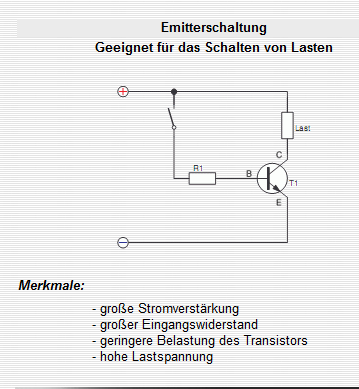 Emitterschaltung
Geeignet für das Schalten von Lasten
+
Last
C
R1
B
T1
E
−
Merkmale:
- große Stromverstärkung
- großer Eingangswiderstand
- geringere Belastung des Transistors
- hohe Lastspannung